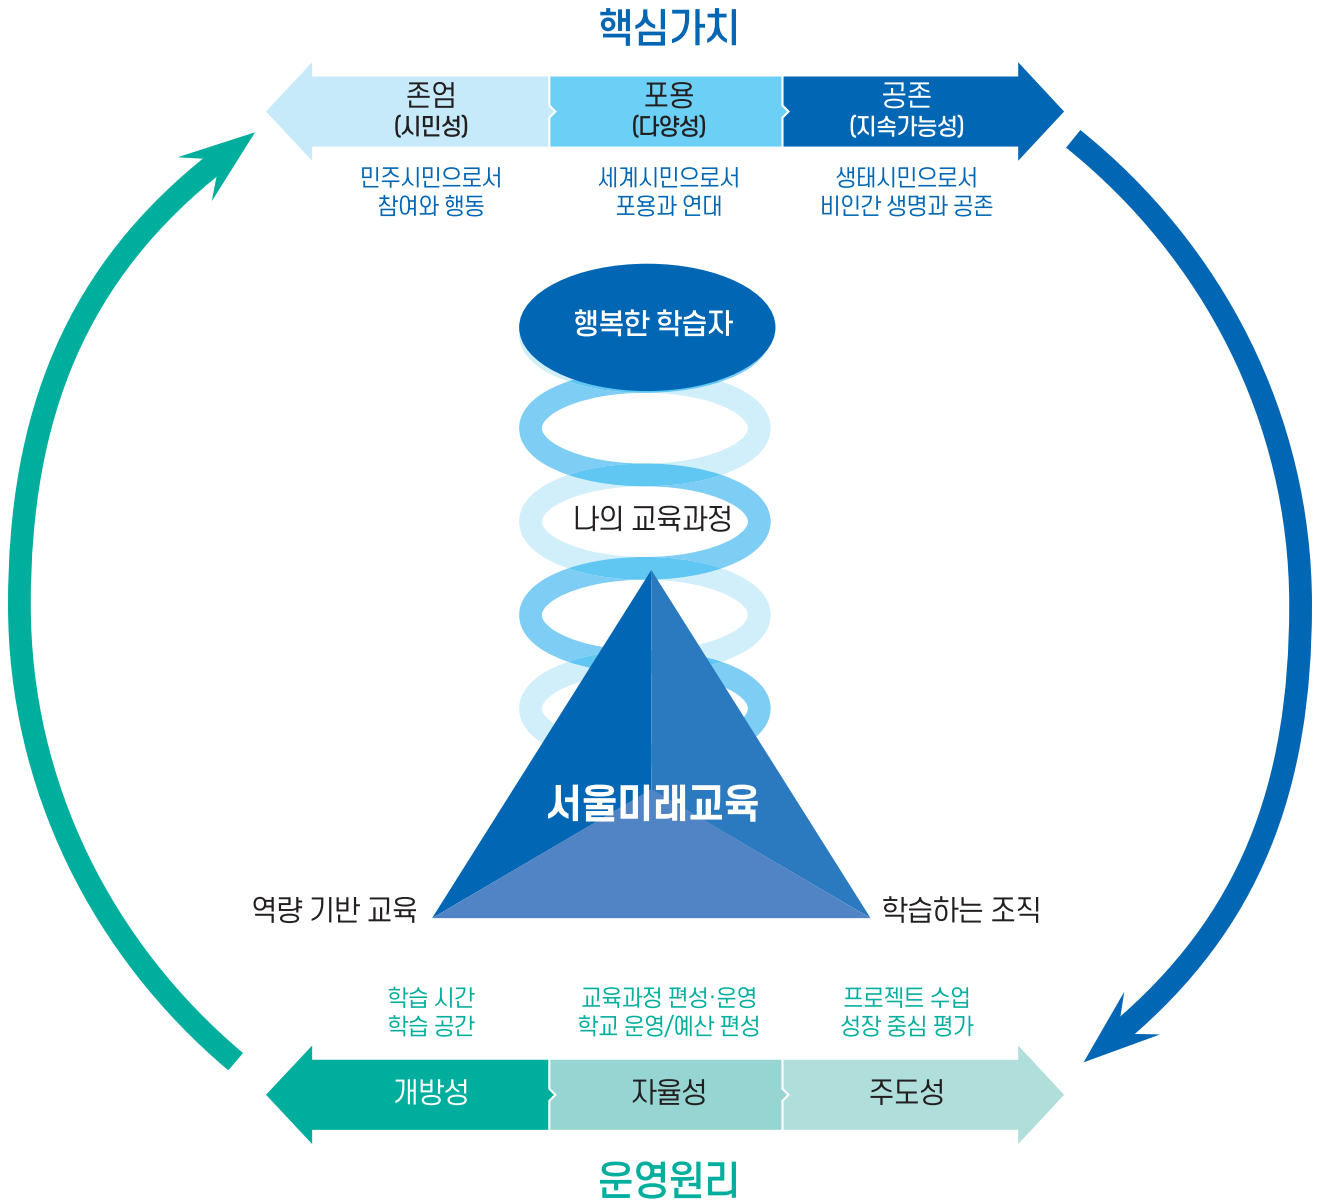 핵심가치
존엄 포용 공존
(시민성) (다양성) (지속가능성)
민주시민으로서 세계시민으로서 생태시민으로서
참여와 행동 포용과 연대 비인간 생명과 공존
행복한 학습자
나의 교육과정
서울미래교육
역량 기반 교육 학습하는 조직
학습 시간 교육과정 편성·운영 프로젝트 수업
학습 공간 학교 운영/예산 편성 성장 중심 평가
개방성 자율성 주도성
운영원리